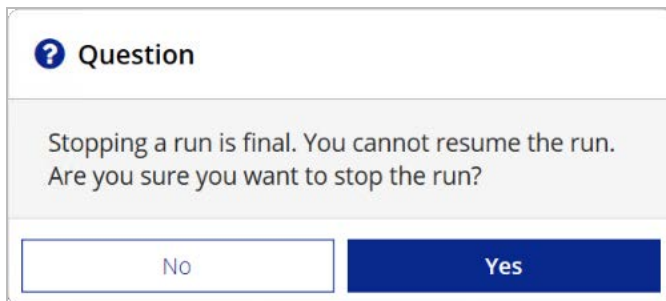 Question
Stopping a run is final. You cannot resume the run.
Are you sure you want to stop the run?
No
Yes